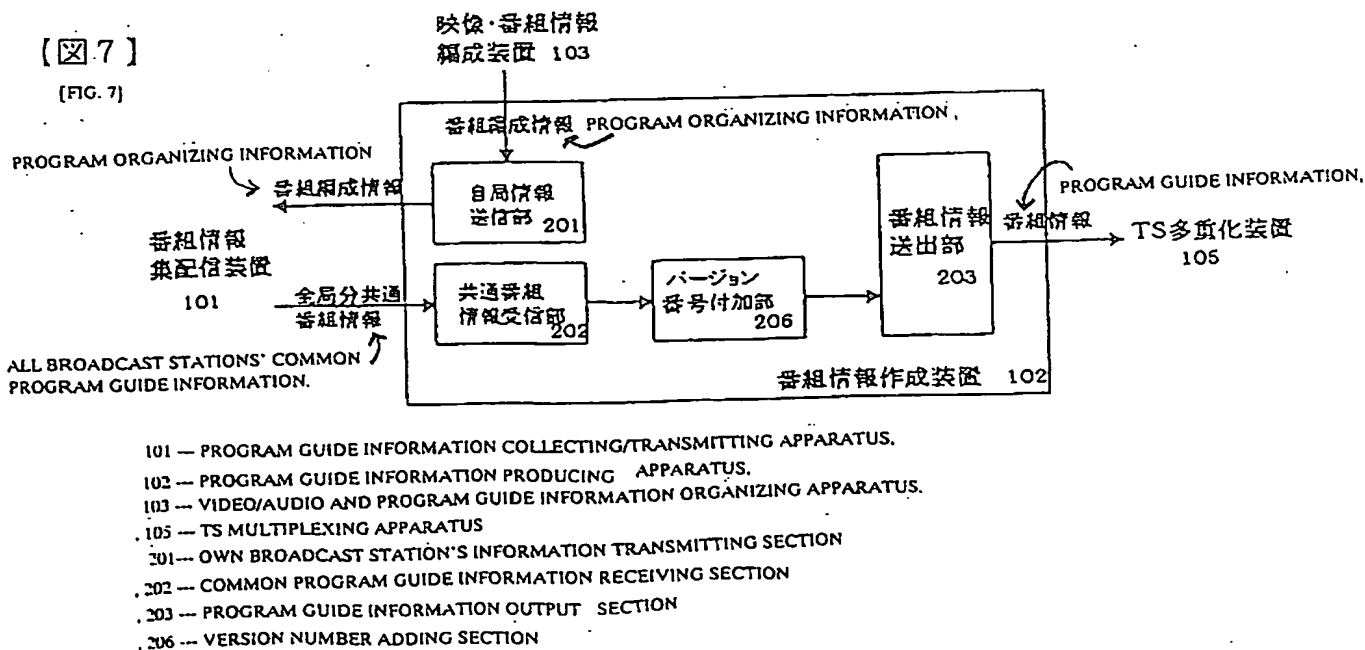 【図.7】
[FIG. 7]
映像・番組情報
編成装置 103
番組編成情報 PROGRAM ORGANIZING INFORMATION,
PROGRAM ORGANIZING INFORMATION
番組編成情報
自局情報
送信部
201
番組情報
送出部
203
PROGRAM GUIDE INFORMATION,
番組情報
TS多重化装置
105
番組情報
集配信装置
101
全局分共通
番組情報
共通番組
情報受信部
202
バージョン
番号付加部
206
ALL BROADCAST STATIONS' COMMON
PROGRAM GUIDE INFORMATION.
番組情報作成装置 102
101 --- PROGRAM GUIDE INFORMATION COLLECTING/TRANSMITTING APPARATUS.
102 --- PROGRAM GUIDE INFORMATION PRODUCING APPARATUS.
103 --- VIDEO/AUDIO AND PROGRAM GUIDE INFORMATION ORGANIZING APPARATUS.
105 --- TS MULTIPLEXING APPARATUS
201--- OWN BROADCAST STATION'S INFORMATION TRANSMITTING SECTION
202 --- COMMON PROGRAM GUIDE INFORMATION RECEIVING SECTION
203 --- PROGRAM GUIDE INFORMATION OUTPUT SECTION
206 --- VERSION NUMBER ADDING SECTION